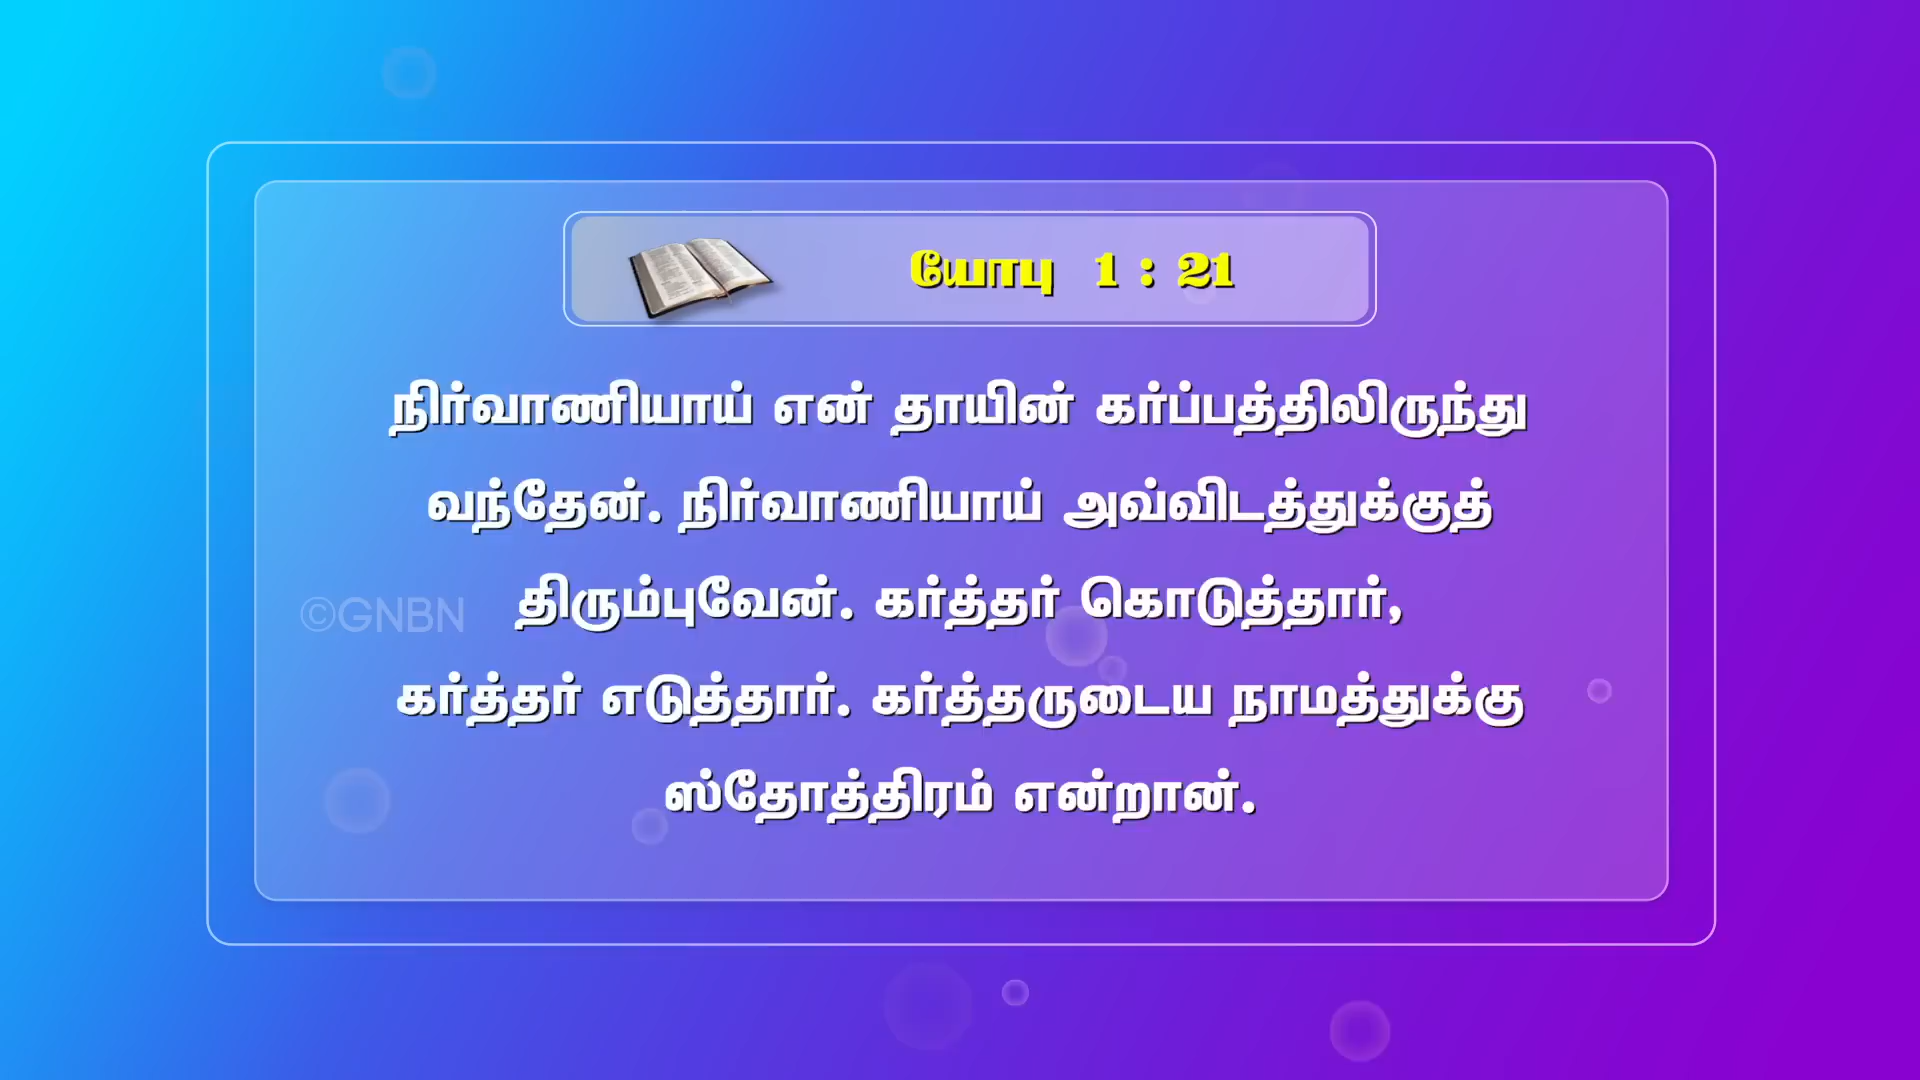 யோபு 1 : 21
நிர்வாணியாய் என் தாயின் கர்ப்பத்திலிருந்து
வந்தேன். நிர்வாணியாய் அவ்விடத்துக்குத்
திரும்புவேன். கர்த்தர் கொடுத்தார்,
©GNBN
கர்த்தர் எடுத்தார். கர்த்தருடைய நாமத்துக்கு
ஸ்தோத்திரம் என்றான்.